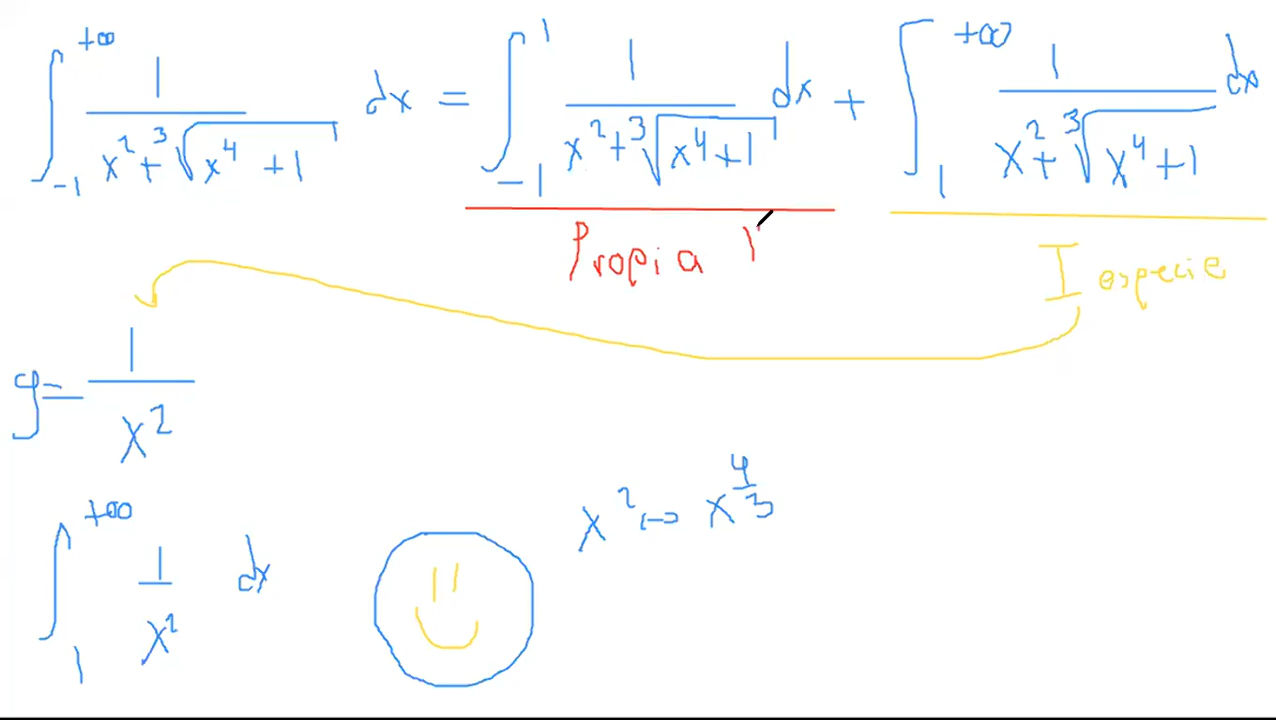 ∫_{-1}^{+∞} 1/(x² + ∛(x⁴ + 1)) dx = ∫_{-1}^{1} 1/(x² + ∛(x⁴ + 1)) dx + ∫_{1}^{+∞} 1/(x² + ∛(x⁴ + 1)) dx
Propia
I especie
y = 1/x²
x² ↔ x^{4/3}
∫_{1}^{+∞} 1/x² dx